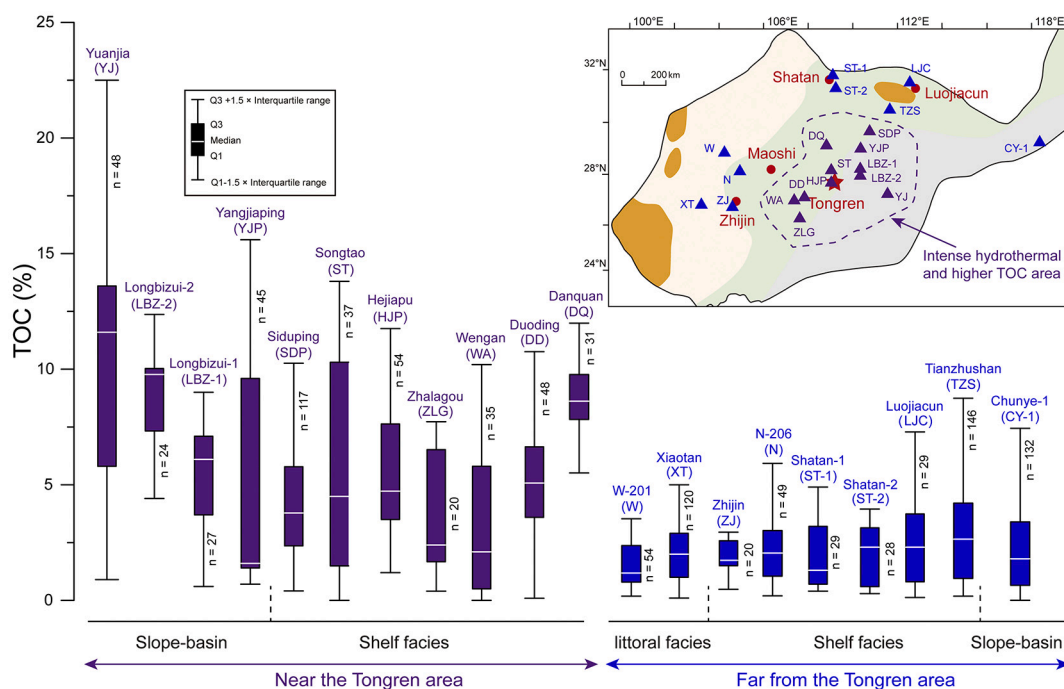 TOC (%)
25
20
15
10
5
0
Yuanjia
(YJ)
n = 48
Longbizui-2
(LBZ-2)
n = 24
Longbizui-1
(LBZ-1)
n = 27
Yangjiaping
(YJP)
n = 45
Siduping
(SDP)
n = 117
Songtao
(ST)
n = 37
Hejiapu
(HJP)
n = 54
Zhalagou
(ZLG)
n = 20
Wengan
(WA)
n = 35
Duoding
(DD)
n = 48
Danquan
(DQ)
n = 31
Q3 +1.5 × Interquartile range
Q3
Median
Q1
Q1-1.5 × Interquartile range
100°E
106°E
112°E
118°E
32°N
28°N
24°N
32°N
28°N
24°N
0 200 km
Shatan
ST-1
ST-2
LJC
Luojiacun
TZS
CY-1
W
N
Maoshi
XT
ZJ
Zhijin
DQ
SDP
YJP
ST
LBZ-1
LBZ-2
HJP
DD
WA
Tongren
YJ
ZLG
Intense hydrothermal
and higher TOC area
W-201
(W)
n = 54
Xiaotan
(XT)
n = 120
Zhijin
(ZJ)
n = 20
N-206
(N)
n = 49
Shatan-1
(ST-1)
n = 29
Shatan-2
(ST-2)
n = 28
Luojiacun
(LJC)
n = 29
Tianzhushan
(TZS)
n = 146
Chunye-1
(CY-1)
n = 132
Slope-basin
Shelf facies
littoral facies
Shelf facies
Slope-basin
Near the Tongren area
Far from the Tongren area